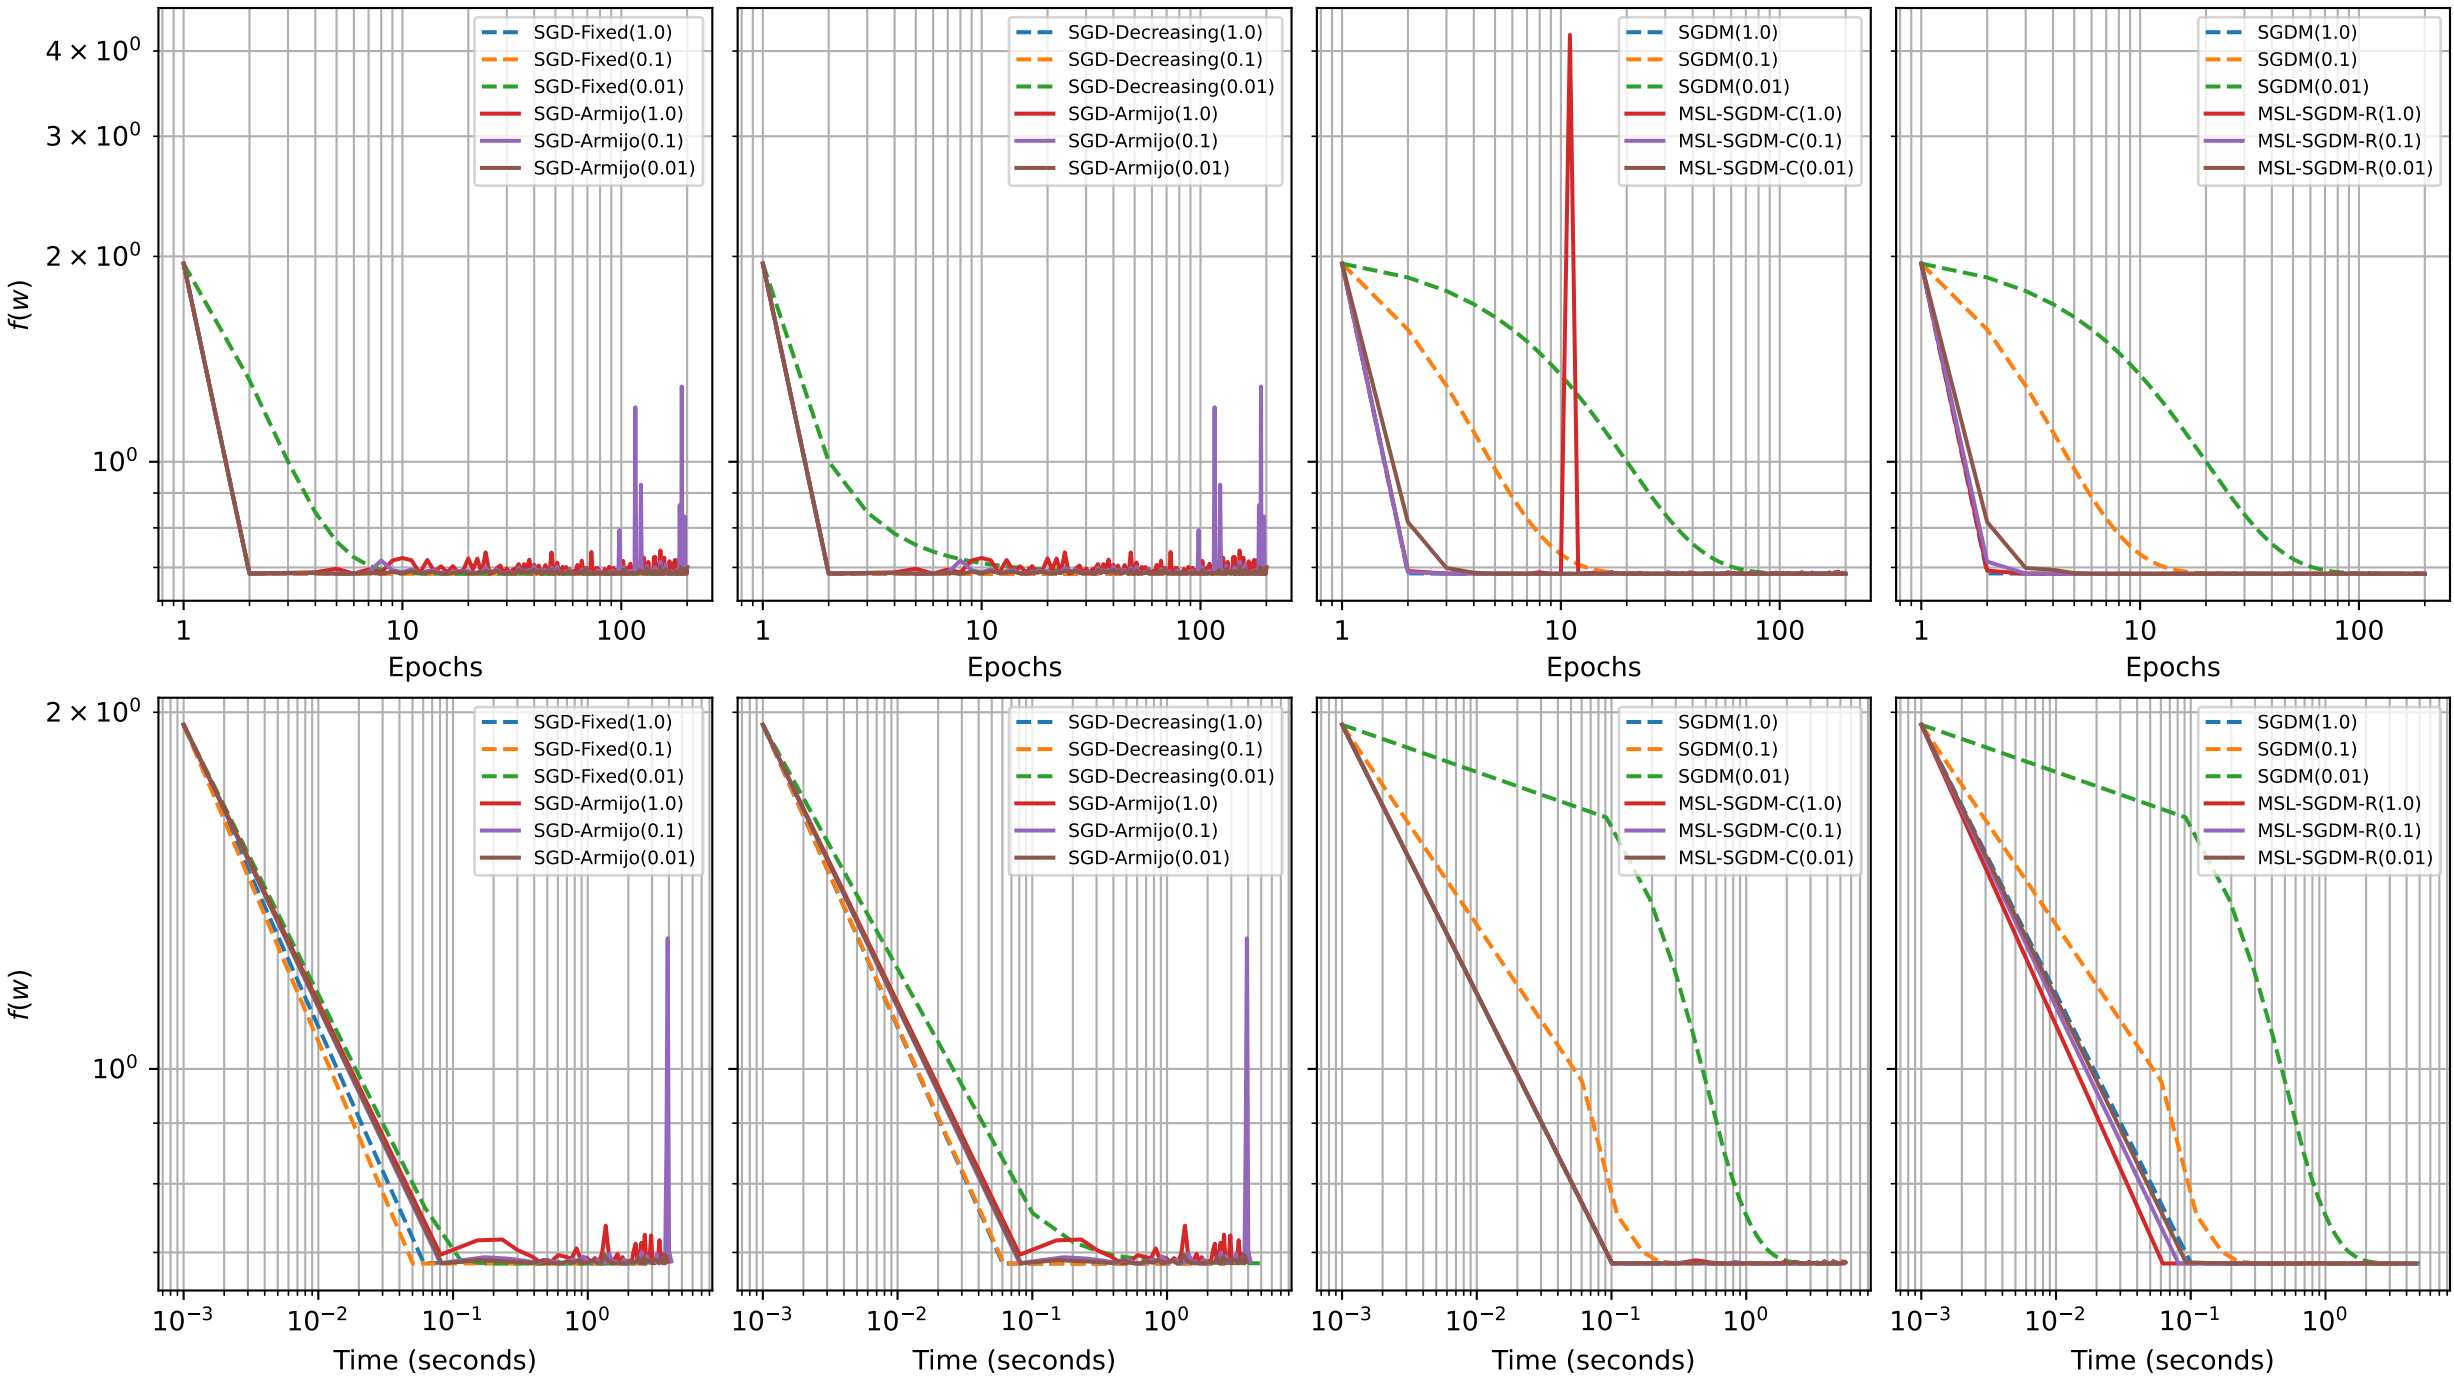 f(w)
4 × 10⁰
3 × 10⁰
2 × 10⁰
10⁰
SGD-Fixed(1.0)
SGD-Fixed(0.1)
SGD-Fixed(0.01)
SGD-Armijo(1.0)
SGD-Armijo(0.1)
SGD-Armijo(0.01)
1 10 100
Epochs
SGD-Decreasing(1.0)
SGD-Decreasing(0.1)
SGD-Decreasing(0.01)
SGD-Armijo(1.0)
SGD-Armijo(0.1)
SGD-Armijo(0.01)
1 10 100
Epochs
SGDM(1.0)
SGDM(0.1)
SGDM(0.01)
MSL-SGDM-C(1.0)
MSL-SGDM-C(0.1)
MSL-SGDM-C(0.01)
1 10 100
Epochs
SGDM(1.0)
SGDM(0.1)
SGDM(0.01)
MSL-SGDM-R(1.0)
MSL-SGDM-R(0.1)
MSL-SGDM-R(0.01)
1 10 100
Epochs
f(w)
2 × 10⁰
10⁰
SGD-Fixed(1.0)
SGD-Fixed(0.1)
SGD-Fixed(0.01)
SGD-Armijo(1.0)
SGD-Armijo(0.1)
SGD-Armijo(0.01)
10⁻³ 10⁻² 10⁻¹ 10⁰
Time (seconds)
SGD-Decreasing(1.0)
SGD-Decreasing(0.1)
SGD-Decreasing(0.01)
SGD-Armijo(1.0)
SGD-Armijo(0.1)
SGD-Armijo(0.01)
10⁻³ 10⁻² 10⁻¹ 10⁰
Time (seconds)
SGDM(1.0)
SGDM(0.1)
SGDM(0.01)
MSL-SGDM-C(1.0)
MSL-SGDM-C(0.1)
MSL-SGDM-C(0.01)
10⁻³ 10⁻² 10⁻¹ 10⁰
Time (seconds)
SGDM(1.0)
SGDM(0.1)
SGDM(0.01)
MSL-SGDM-R(1.0)
MSL-SGDM-R(0.1)
MSL-SGDM-R(0.01)
10⁻³ 10⁻² 10⁻¹ 10⁰
Time (seconds)